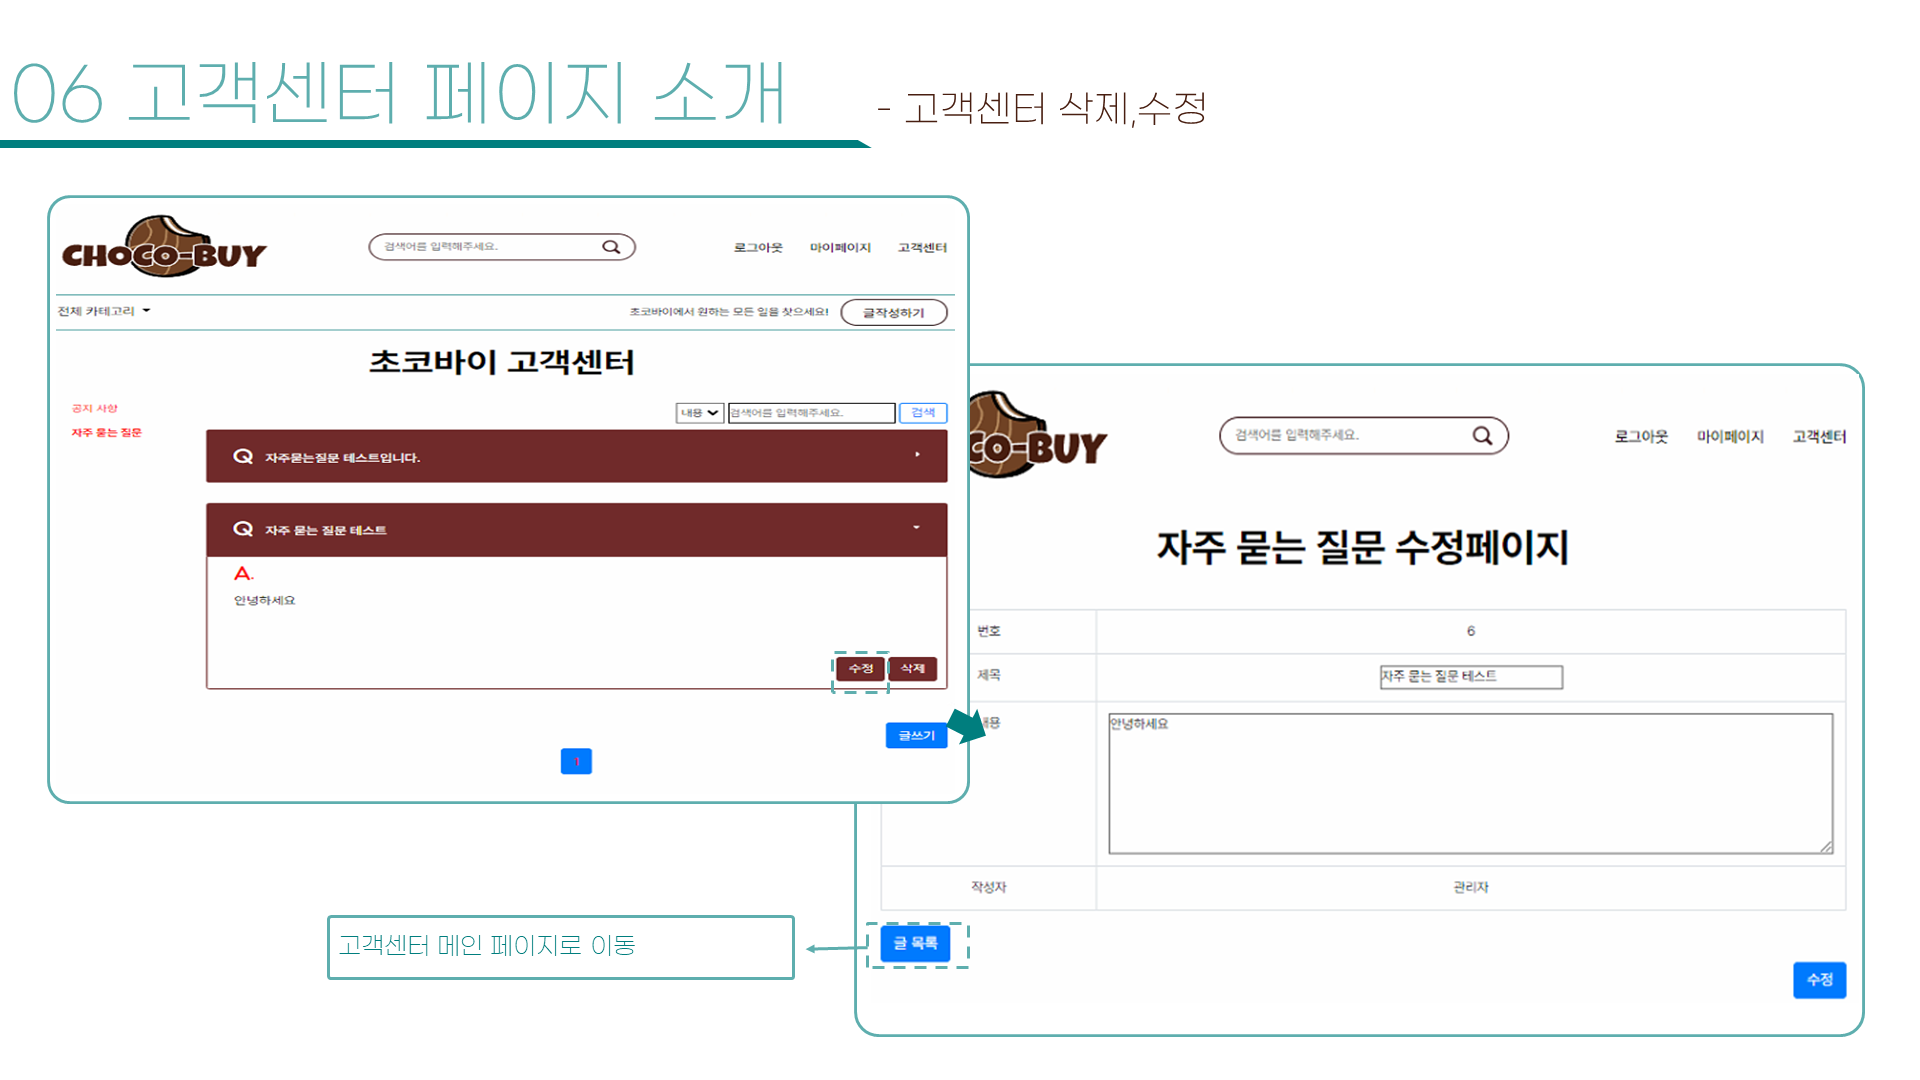 06 고객센터 페이지 소개
- 고객센터 삭제,수정
CHOCO-BUY
검색어를 입력해주세요.
로그아웃 마이페이지 고객센터
전체 카테고리
초코바이에서 원하는 모든 일을 찾으세요!
글작성하기
초코바이 고객센터
공지 사항
자주 묻는 질문
내용
검색어를 입력해주세요.
검색
Q 자주묻는질문 테스트입니다.
Q 자주 묻는 질문 테스트
A.
안녕하세요
수정 삭제
글쓰기
1
CO-BUY
검색어를 입력해주세요.
로그아웃 마이페이지 고객센터
자주 묻는 질문 수정페이지
번호 6
제목 자주 묻는 질문 테스트
내용 안녕하세요
작성자 관리자
글 목록
고객센터 메인 페이지로 이동
수정